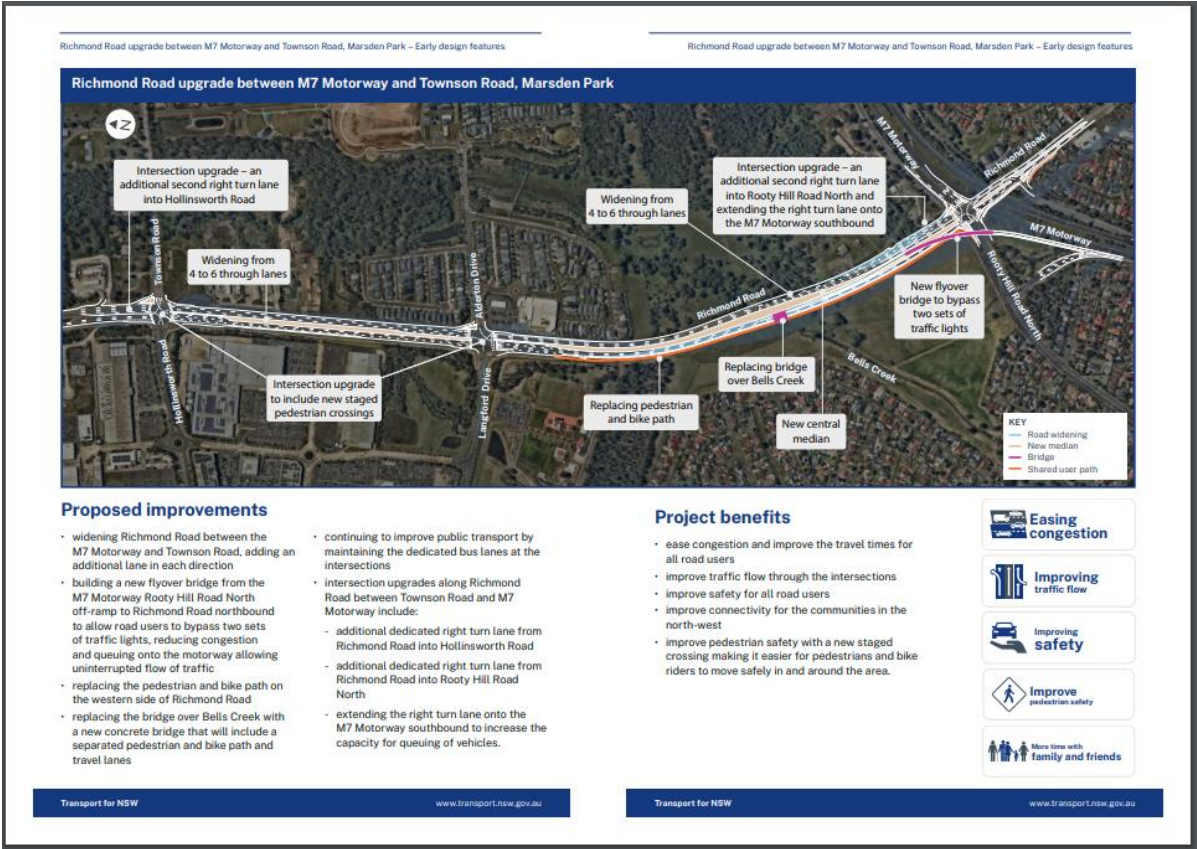 Richmond Road upgrade between M7 Motorway and Townson Road, Marsden Park – Early design features
Richmond Road upgrade between M7 Motorway and Townson Road, Marsden Park – Early design features
Richmond Road upgrade between M7 Motorway and Townson Road, Marsden Park
N
Intersection upgrade – an
additional second right turn lane
into Hollinsworth Road
Townson Road
Widening from
4 to 6 through lanes
Hollinsworth Road
Intersection upgrade
to include new staged
pedestrian crossings
Alderton Drive
Langford Drive
Widening from
4 to 6 through lanes
Richmond Road
Replacing pedestrian
and bike path
Replacing bridge
over Bells Creek
New central
median
Bells Creek
Intersection upgrade – an
additional second right turn lane
into Rooty Hill Road North and
extending the right turn lane onto
the M7 Motorway southbound
New flyover
bridge to bypass
two sets of
traffic lights
M7 Motorway
Richmond Road
M7 Motorway
Rooty Hill Road North
KEY
Road widening
New median
Bridge
Shared user path
Proposed improvements
• widening Richmond Road between the
M7 Motorway and Townson Road, adding an
additional lane in each direction
• building a new flyover bridge from the
M7 Motorway Rooty Hill Road North
off-ramp to Richmond Road northbound
to allow road users to bypass two sets
of traffic lights, reducing congestion
and queuing onto the motorway allowing
uninterrupted flow of traffic
• replacing the pedestrian and bike path on
the western side of Richmond Road
• replacing the bridge over Bells Creek with
a new concrete bridge that will include a
separated pedestrian and bike path and
travel lanes
• continuing to improve public transport by
maintaining the dedicated bus lanes at the
intersections
• intersection upgrades along Richmond
Road between Townson Road and M7
Motorway include:
- additional dedicated right turn lane from
Richmond Road into Hollinsworth Road
- additional dedicated right turn lane from
Richmond Road into Rooty Hill Road
North
- extending the right turn lane onto the
M7 Motorway southbound to increase the
capacity for queuing of vehicles.
Project benefits
• ease congestion and improve the travel times for
all road users
• improve traffic flow through the intersections
• improve safety for all road users
• improve connectivity for the communities in the
north-west
• improve pedestrian safety with a new staged
crossing making it easier for pedestrians and bike
riders to move safely in and around the area.
Easing
congestion
Improving
traffic flow
Improving
safety
Improve
pedestrian safety
More time with
family and friends
Transport for NSW
www.transport.nsw.gov.au
Transport for NSW
www.transport.nsw.gov.au